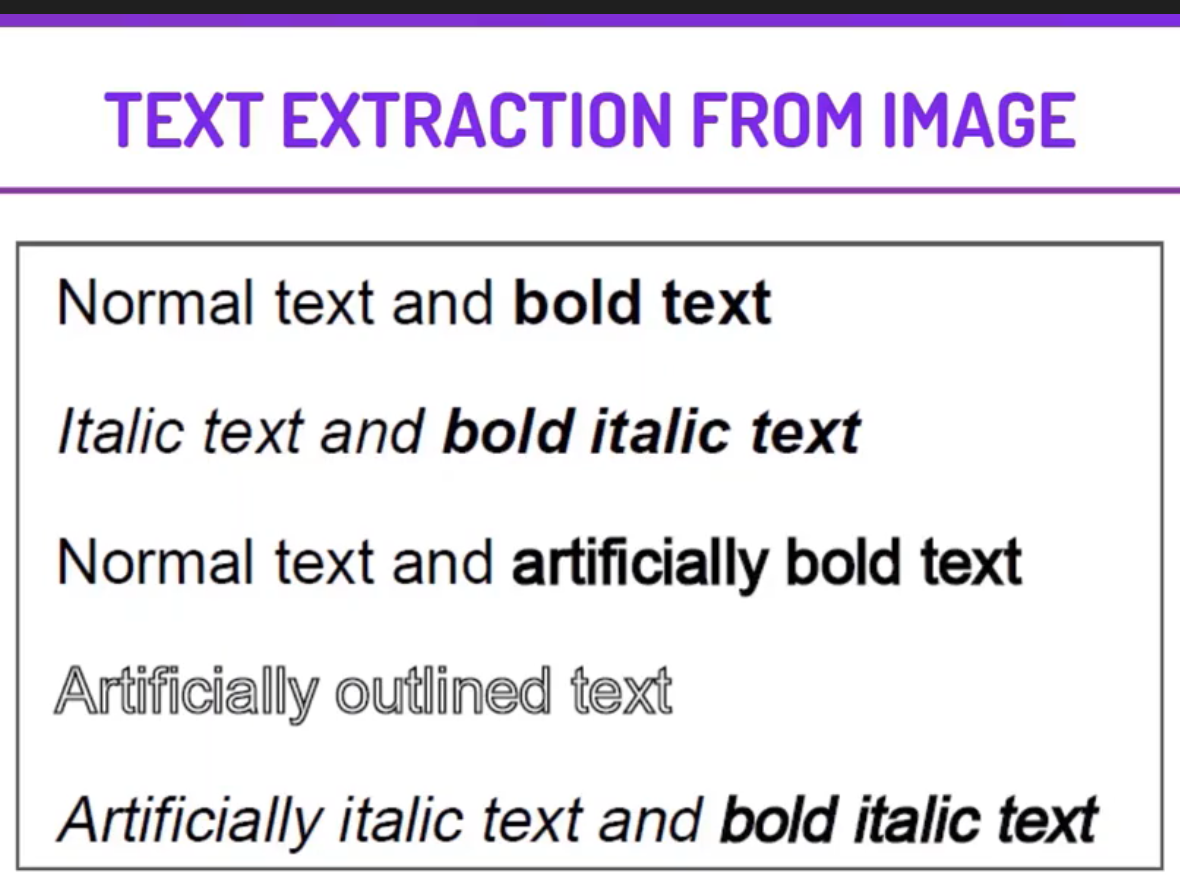 TEXT EXTRACTION FROM IMAGE
Normal text and bold text
Italic text and bold italic text
Normal text and artificially bold text
Artificially outlined text
Artificially italic text and bold italic text